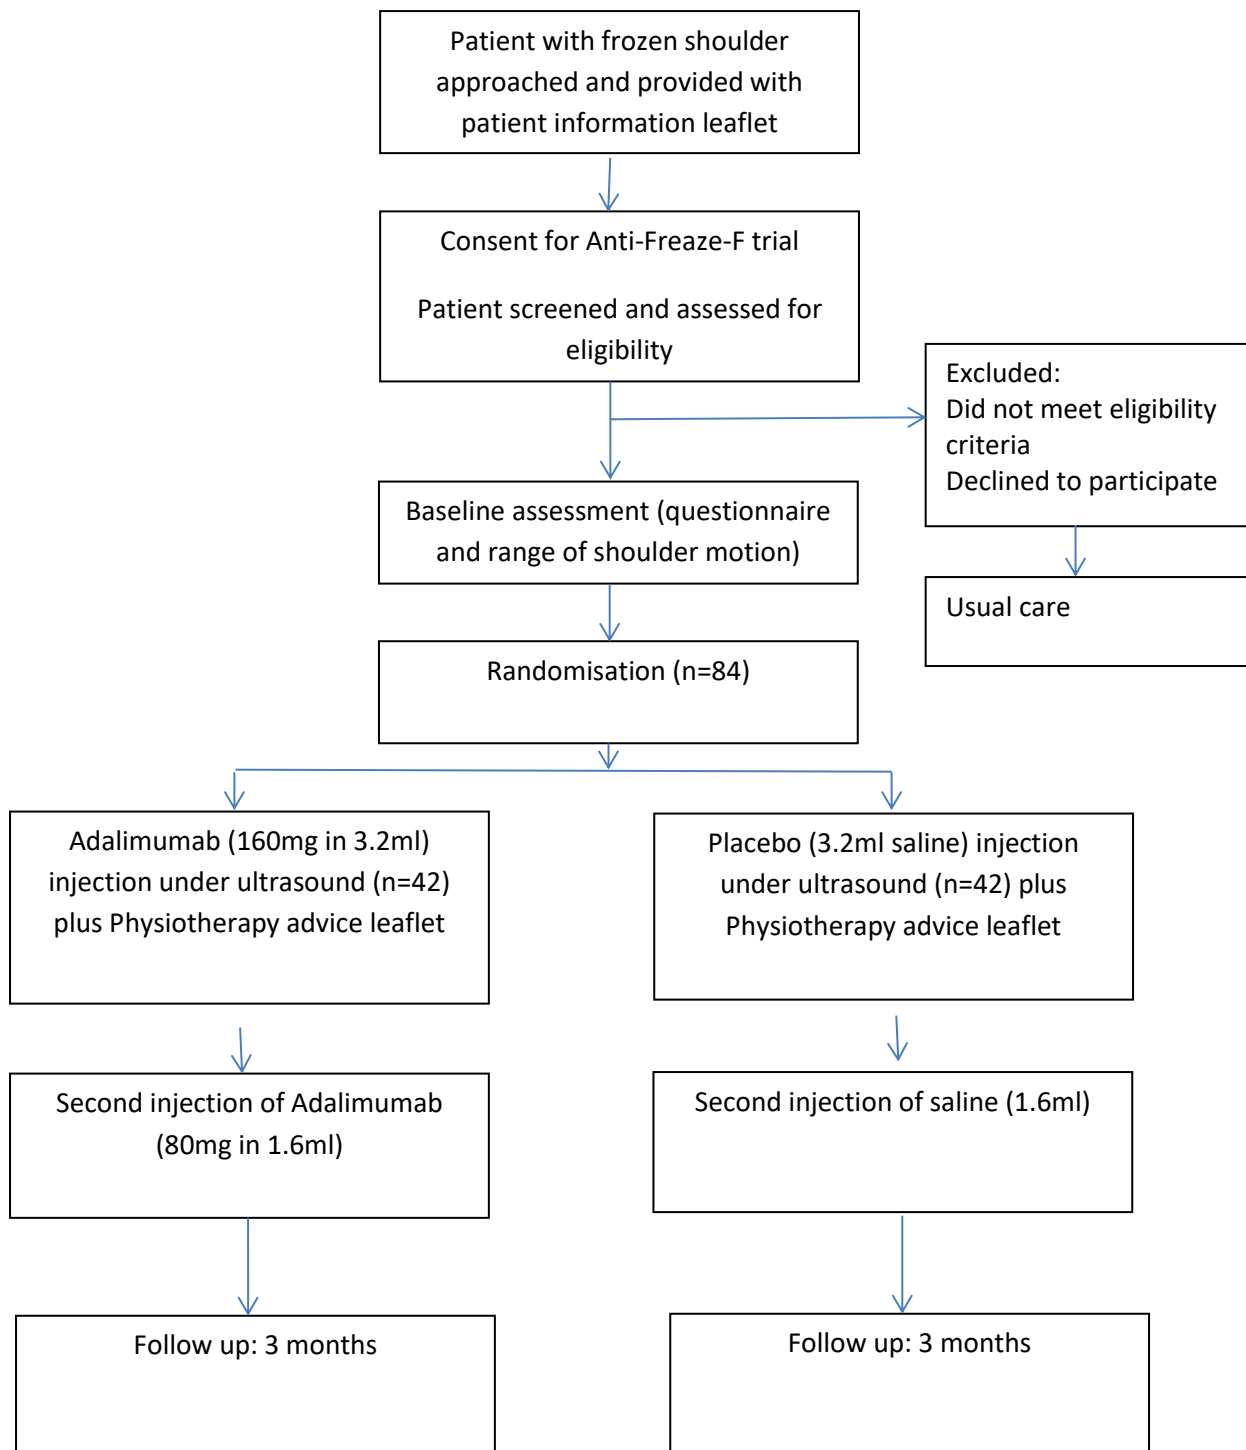 Patient with frozen shoulder
approached and provided with
patient information leaflet
Consent for Anti-Freaze-F trial
Patient screened and assessed for
eligibility
Excluded:
Did not meet eligibility
criteria
Declined to participate
Usual care
Baseline assessment (questionnaire
and range of shoulder motion)
Randomisation (n=84)
Adalimumab (160mg in 3.2ml)
injection under ultrasound (n=42)
plus Physiotherapy advice leaflet
Placebo (3.2ml saline) injection
under ultrasound (n=42) plus
Physiotherapy advice leaflet
Second injection of Adalimumab
(80mg in 1.6ml)
Second injection of saline (1.6ml)
Follow up: 3 months
Follow up: 3 months